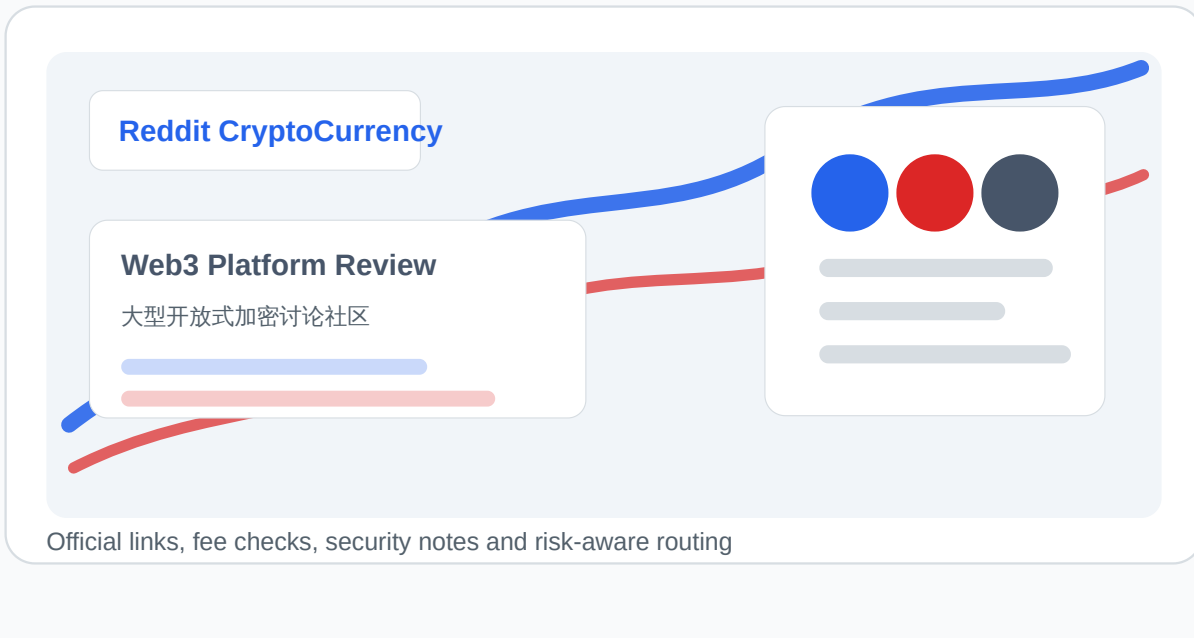 Reddit CryptoCurrency
Web3 Platform Review
大型开放式加密讨论社区
Official links, fee checks, security notes and risk-aware routing